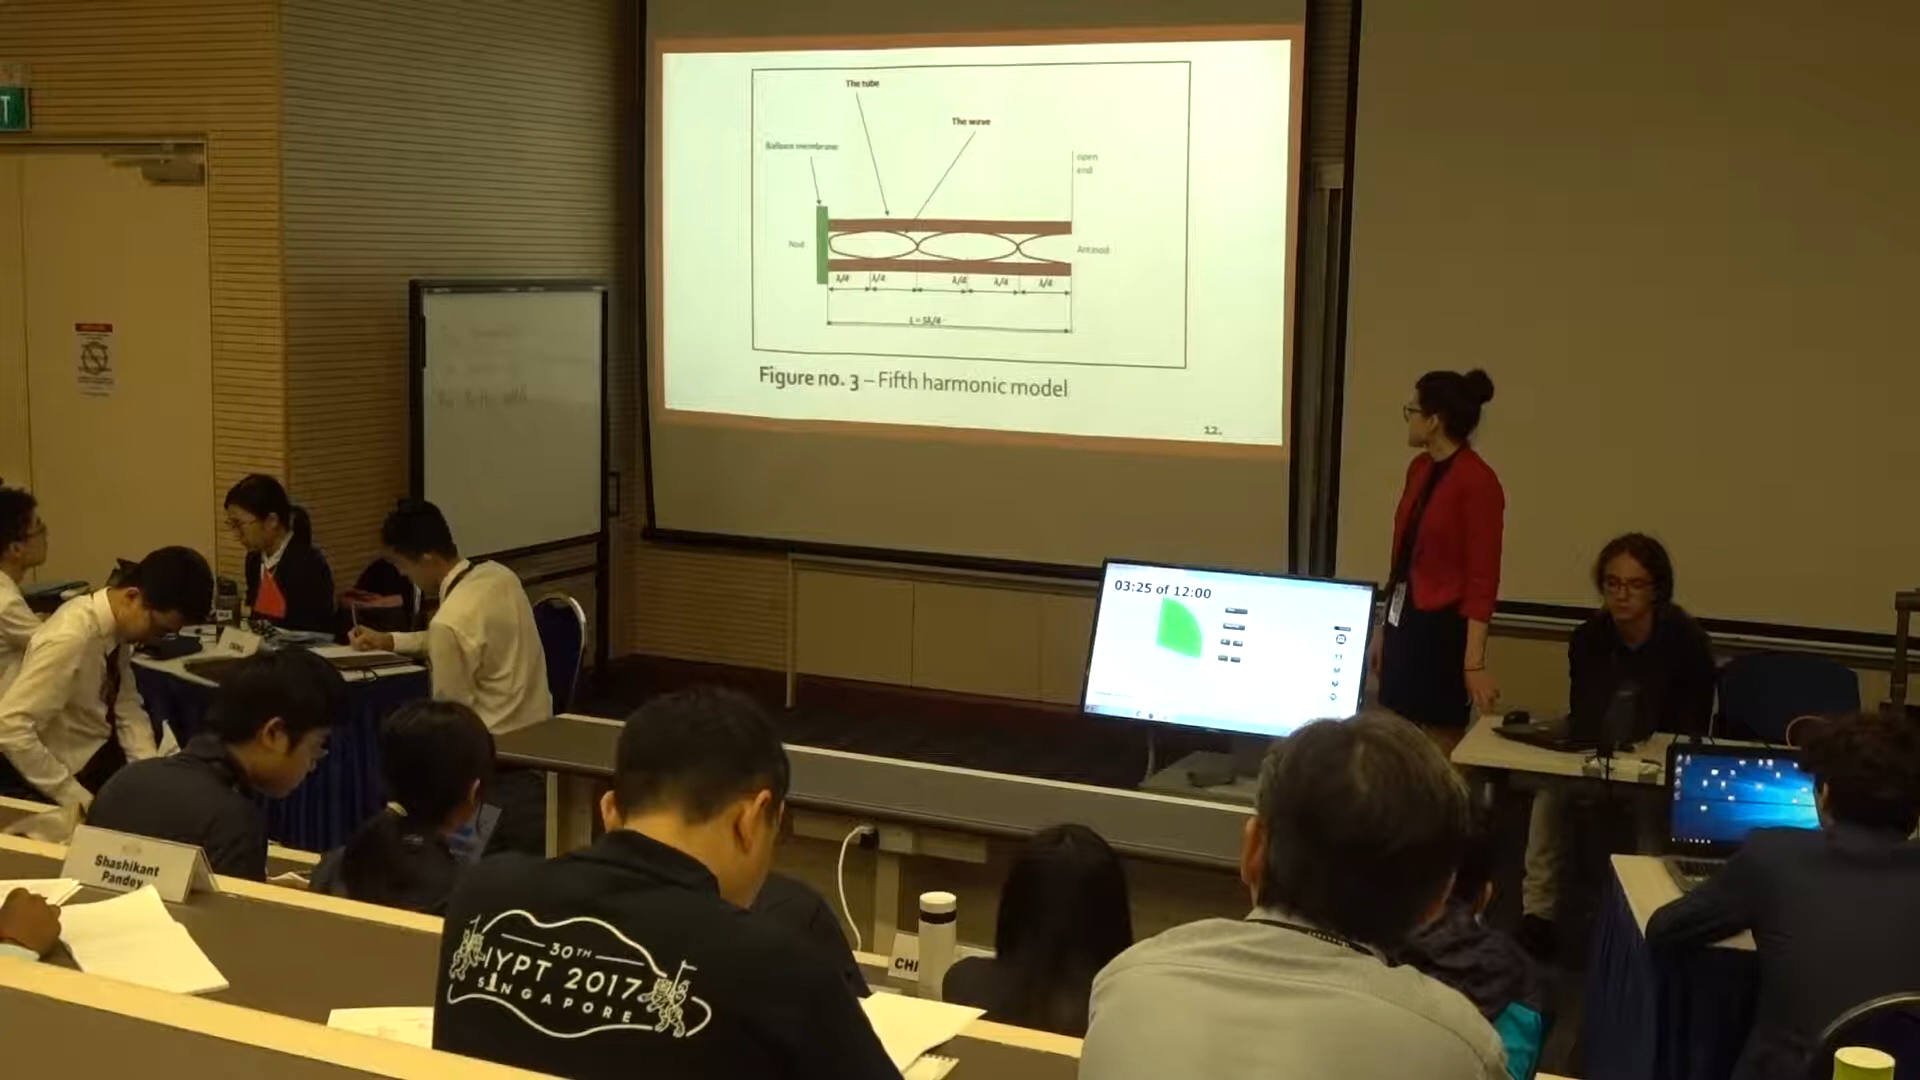 T
The tube
The wave
Balloon membrane
open
end
Nod
Antinod
λ/4 λ/4 λ/4 λ/4 λ/4
L = 5λ/4
Figure no. 3 – Fifth harmonic model
12.
03:25 of 12:00
Shashikant
Pandey
30TH
IYPT 2017
SINGAPORE
CHI